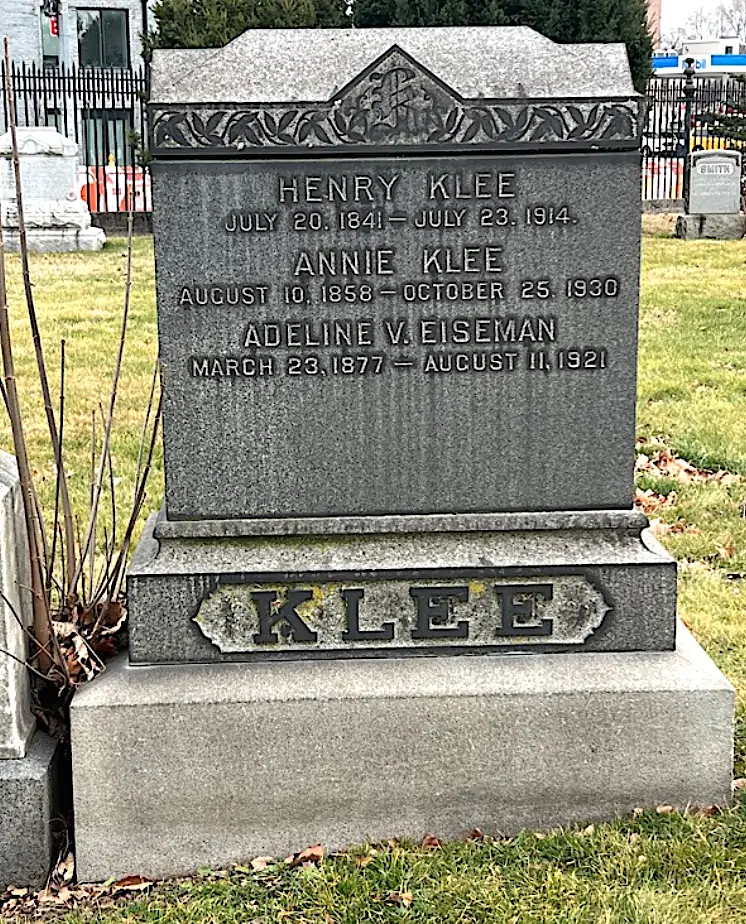 HENRY KLEE
JULY 20, 1841 — JULY 23, 1914.
ANNIE KLEE
AUGUST 10, 1858 — OCTOBER 25, 1930
ADELINE V. EISEMAN
MARCH 23, 1877 — AUGUST 11, 1921
KLEE
K
SMITH
bil